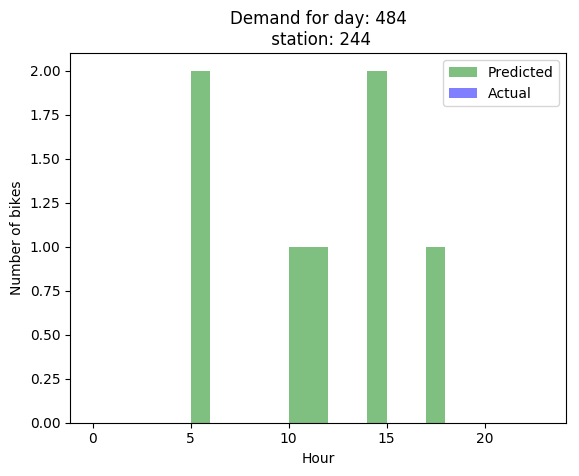 Demand for day: 484
station: 244
Predicted
Actual
Number of bikes
2.00
1.75
1.50
1.25
1.00
0.75
0.50
0.25
0.00
0 5 10 15 20
Hour